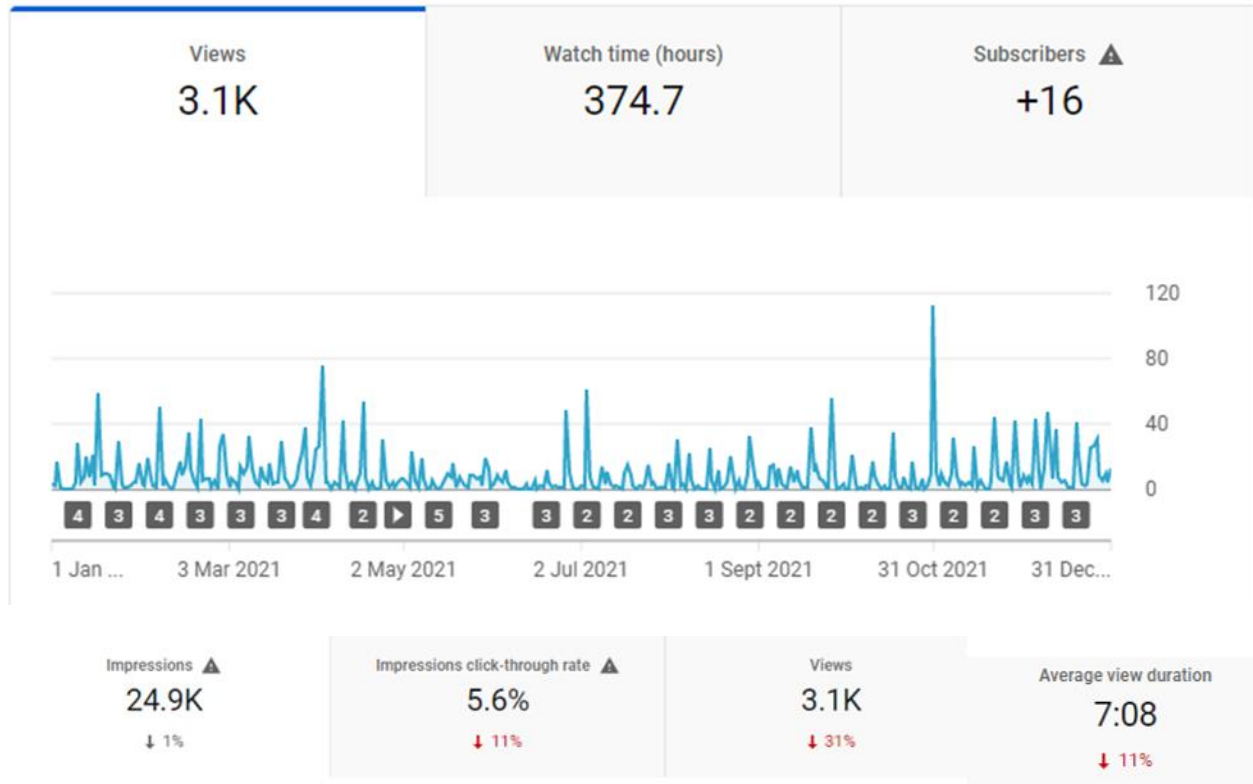 Views
3.1K
Watch time (hours)
374.7
Subscribers
+16
120
80
40
0
4 3 4 3 3 3 4 2 5 3 3 2 2 3 3 2 2 2 2 3 2 2 3 3
1 Jan ... 3 Mar 2021 2 May 2021 2 Jul 2021 1 Sept 2021 31 Oct 2021 31 Dec...
Impressions
24.9K
↓ 1%
Impressions click-through rate
5.6%
↓ 11%
Views
3.1K
↓ 31%
Average view duration
7:08
↓ 11%